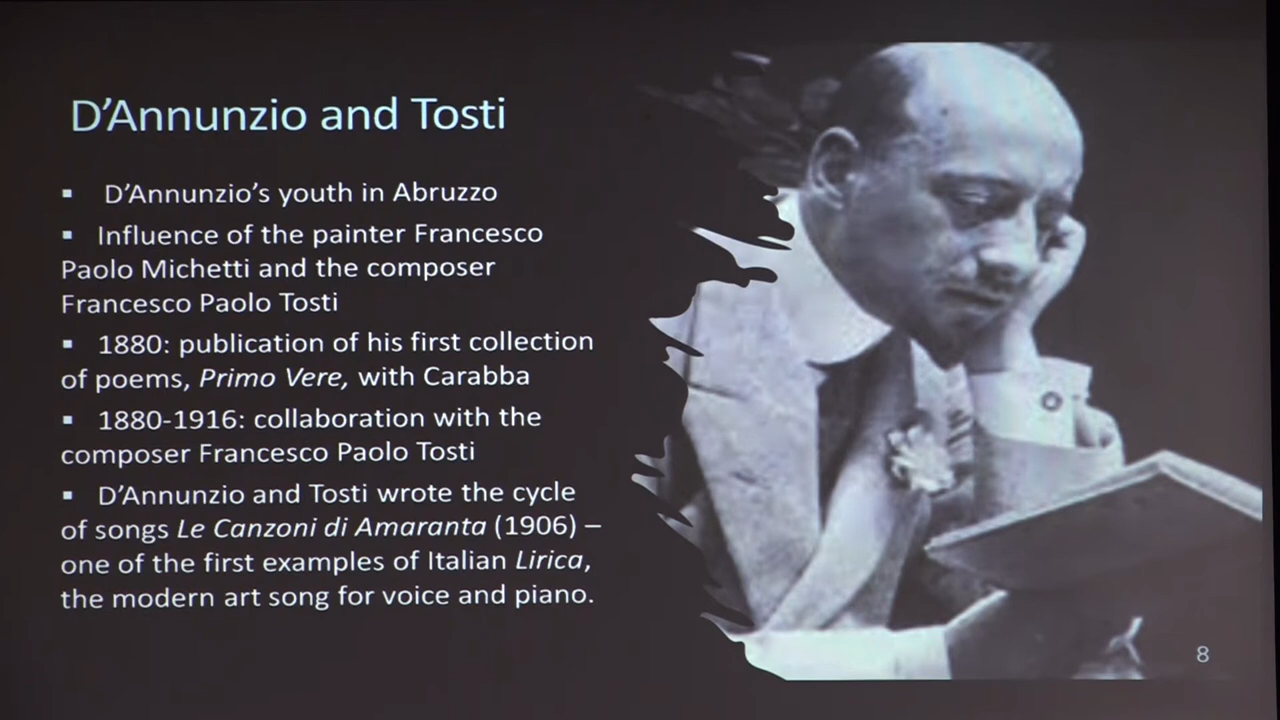 D’Annunzio and Tosti
▪ D’Annunzio’s youth in Abruzzo
▪ Influence of the painter Francesco
Paolo Michetti and the composer
Francesco Paolo Tosti
▪ 1880: publication of his first collection
of poems, Primo Vere, with Carabba
▪ 1880-1916: collaboration with the
composer Francesco Paolo Tosti
▪ D’Annunzio and Tosti wrote the cycle
of songs Le Canzoni di Amaranta (1906) –
one of the first examples of Italian Lirica,
the modern art song for voice and piano.
8